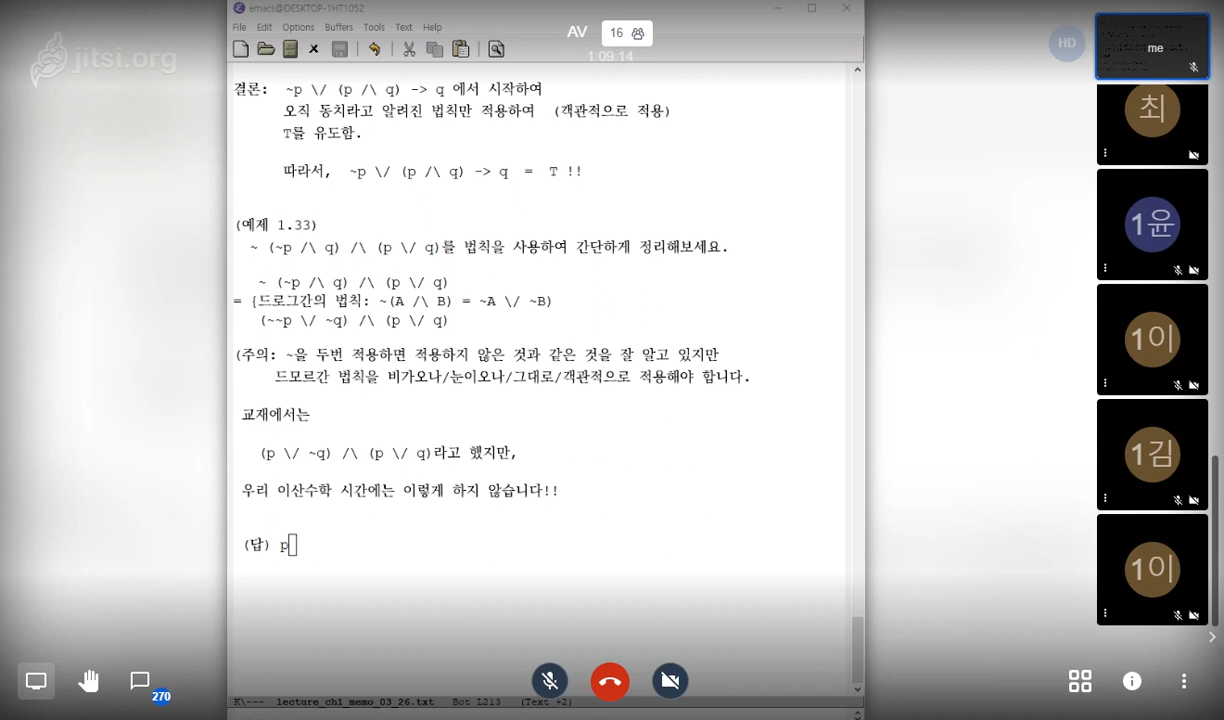 emacs@DESKTOP-1HT1052
File Edit Options Buffers Tools Text Help
AV 16
1:09:14
jitsi.org
HD
me
결론: ~p \/ (p /\ q) -> q 에서 시작하여
오직 동치라고 알려진 법칙만 적용하여 (객관적으로 적용)
T를 유도함.
따라서, ~p \/ (p /\ q) -> q = T !!
(예제 1.33)
~ (~p /\ q) /\ (p \/ q)를 법칙을 사용하여 간단하게 정리해보세요.
~ (~p /\ q) /\ (p \/ q)
= {드로그간의 법칙: ~(A /\ B) = ~A \/ ~B)
(~~p \/ ~q) /\ (p \/ q)
(주의: ~을 두번 적용하면 적용하지 않은 것과 같은 것을 잘 알고 있지만
드모르간 법칙을 비가오나/눈이오나/그대로/객관적으로 적용해야 합니다.
교재에서는
(p \/ ~q) /\ (p \/ q)라고 했지만,
우리 이산수학 시간에는 이렇게 하지 않습니다!!
(답) p
최
1윤
1이
1김
1이
270
E\--- lecture_ch1_memo_03_26.txt Bot L213 (Text +2)